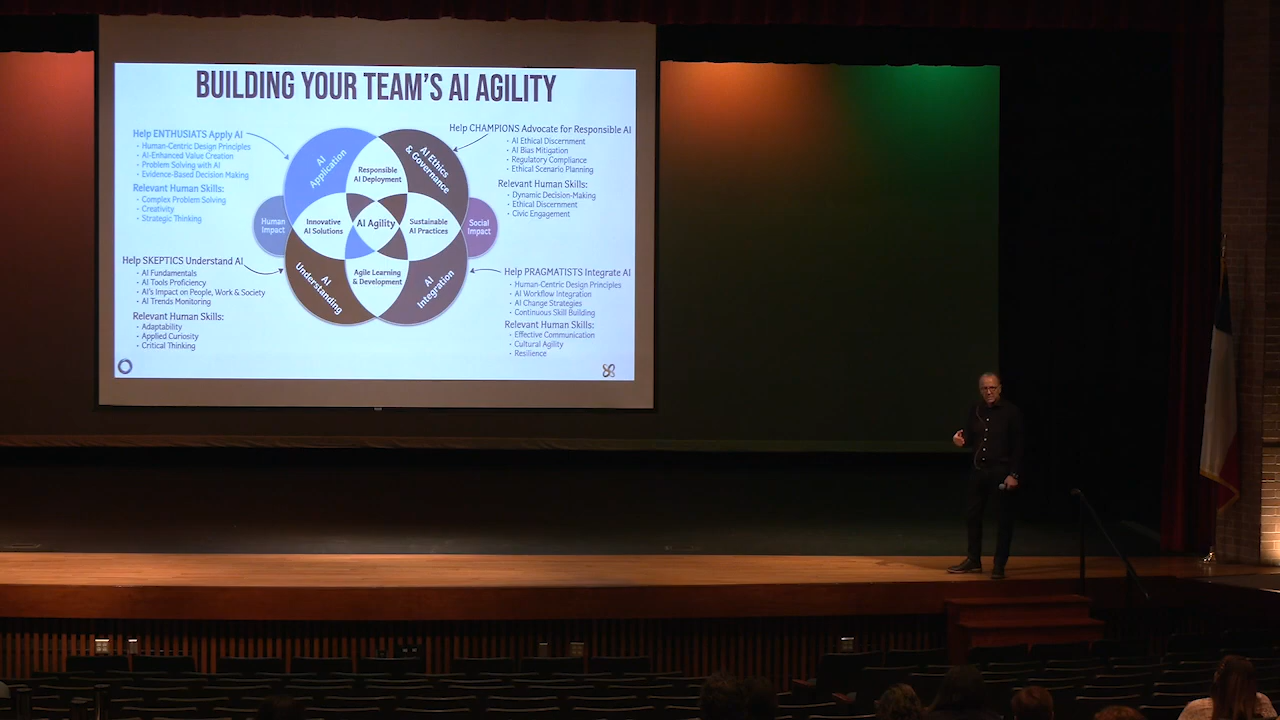 BUILDING YOUR TEAM'S AI AGILITY
Help ENTHUSIATS Apply AI
· Human-Centric Design Principles
· AI-Enhanced Value Creation
· Problem Solving with AI
· Evidence-Based Decision Making
Relevant Human Skills:
· Complex Problem Solving
· Creativity
· Strategic Thinking
Help SKEPTICS Understand AI
· AI Fundamentals
· AI Tools Proficiency
· AI's Impact on People, Work & Society
· AI Trends Monitoring
Relevant Human Skills:
· Adaptability
· Applied Curiosity
· Critical Thinking
AI
Application
Responsible
AI Deployment
AI Ethics
& Governance
Human
Impact
Innovative
AI Solutions
AI Agility
Sustainable
AI Practices
Social
Impact
AI
Understanding
Agile Learning
& Development
AI
Integration
Help CHAMPIONS Advocate for Responsible AI
· AI Ethical Discernment
· AI Bias Mitigation
· Regulatory Compliance
· Ethical Scenario Planning
Relevant Human Skills:
· Dynamic Decision-Making
· Ethical Discernment
· Civic Engagement
Help PRAGMATISTS Integrate AI
· Human-Centric Design Principles
· AI Workflow Integration
· AI Change Strategies
· Continuous Skill Building
Relevant Human Skills:
· Effective Communication
· Cultural Agility
· Resilience